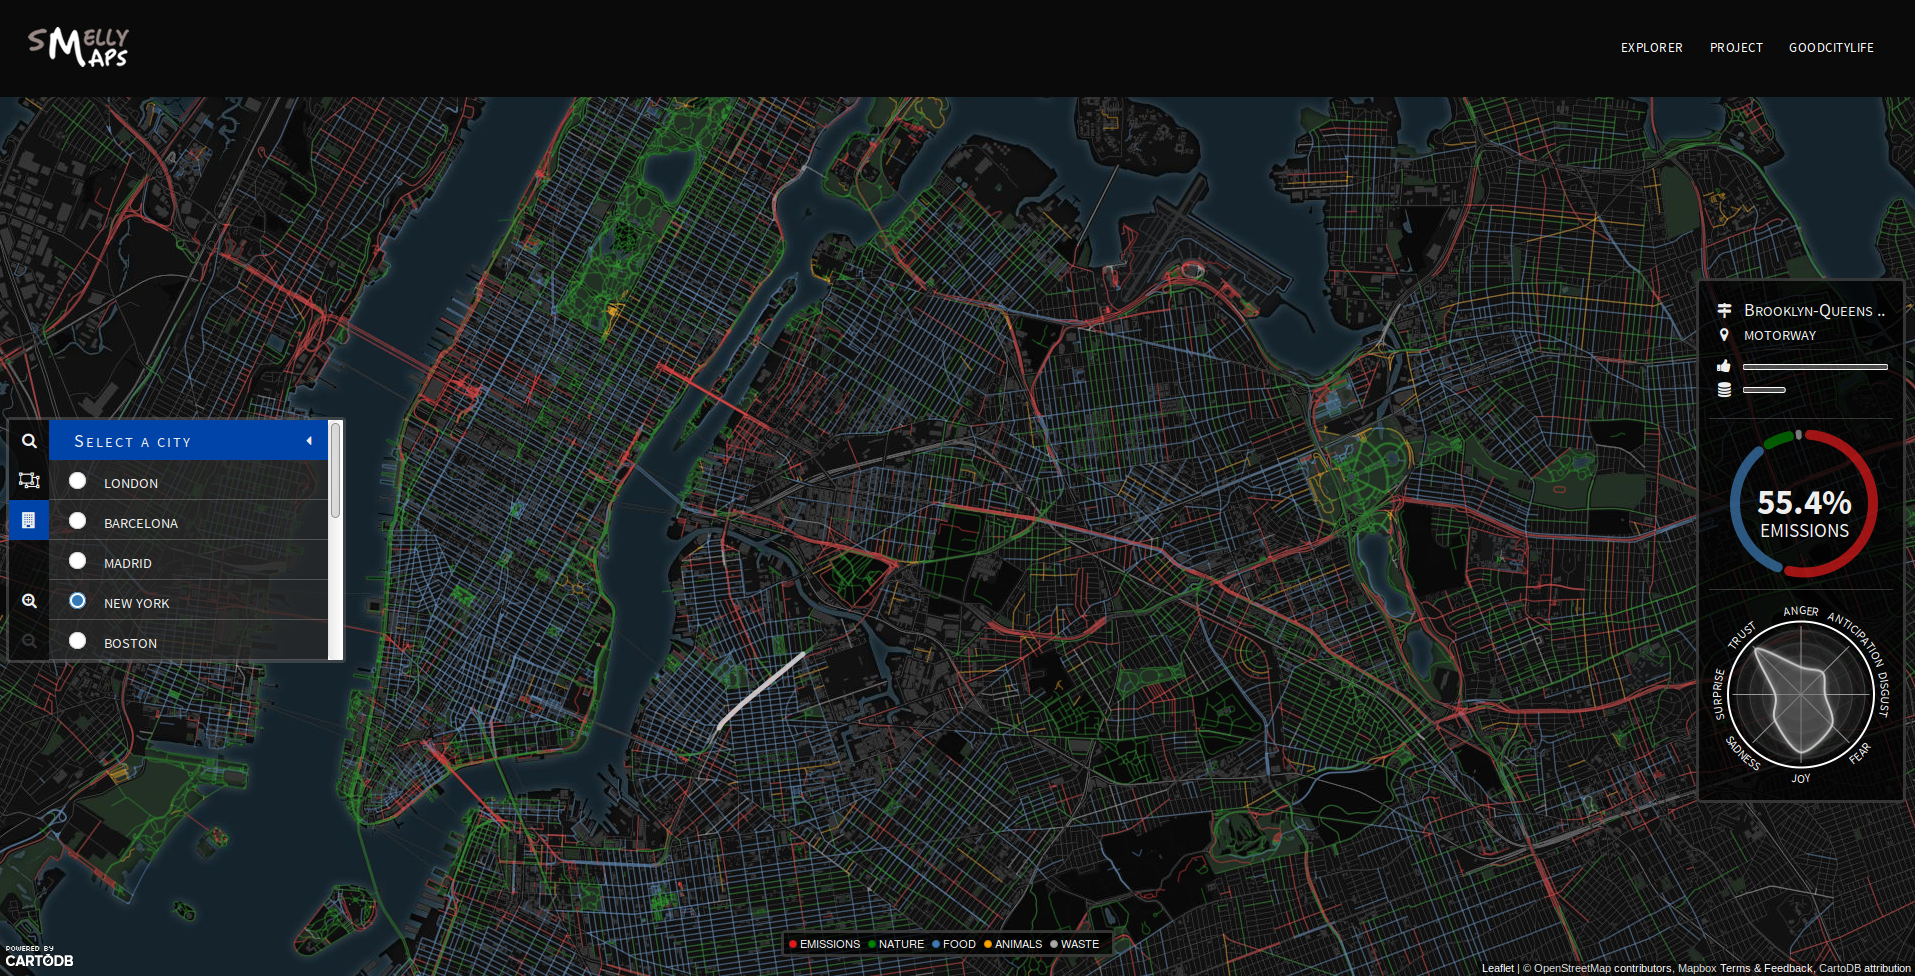 SMELLY
MAPS
EXPLORER
PROJECT
GOODCITYLIFE
SELECT A CITY
LONDON
BARCELONA
MADRID
NEW YORK
BOSTON
BROOKLYN-QUEENS ..
MOTORWAY
55.4%
EMISSIONS
ANGER
ANTICIPATION
DISGUST
FEAR
JOY
SADNESS
SURPRISE
TRUST
EMISSIONS NATURE FOOD ANIMALS WASTE
POWERED BY
CARTODB
Leaflet | © OpenStreetMap contributors, Mapbox Terms & Feedback, CartoDB attribution